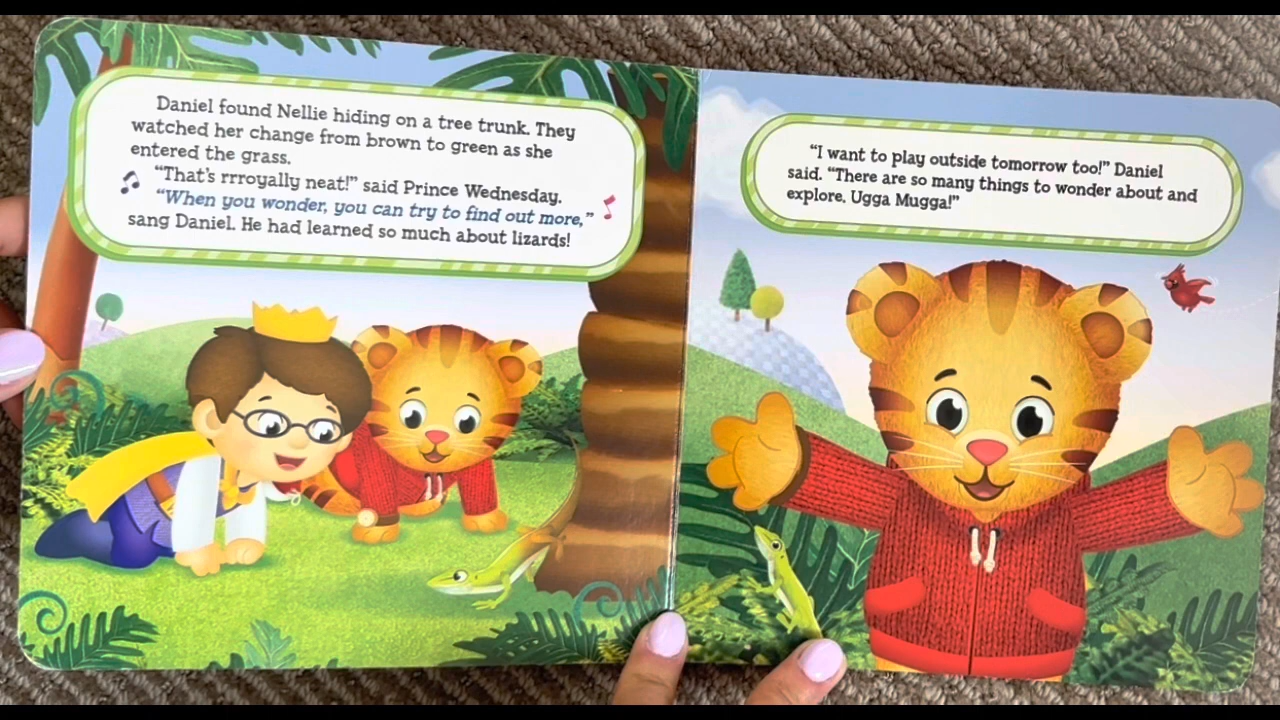 Daniel found Nellie hiding on a tree trunk. They
watched her change from brown to green as she
entered the grass.
“That’s rrroyally neat!” said Prince Wednesday.
“When you wonder, you can try to find out more,”
sang Daniel. He had learned so much about lizards!
“I want to play outside tomorrow too!” Daniel
said. “There are so many things to wonder about and
explore. Ugga Mugga!”